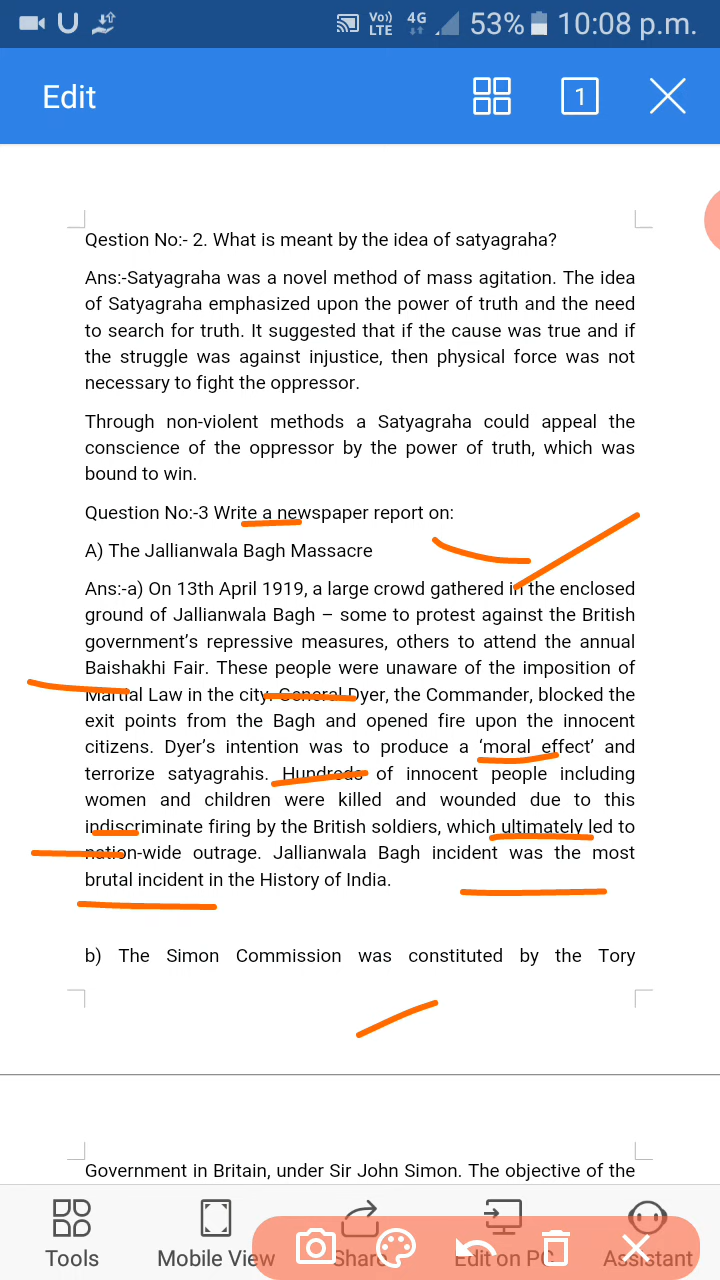 Vo)) LTE 4G 53% 10:08 p.m.
Edit
1
Qestion No:- 2. What is meant by the idea of satyagraha?
Ans:-Satyagraha was a novel method of mass agitation. The idea
of Satyagraha emphasized upon the power of truth and the need
to search for truth. It suggested that if the cause was true and if
the struggle was against injustice, then physical force was not
necessary to fight the oppressor.
Through non-violent methods a Satyagraha could appeal the
conscience of the oppressor by the power of truth, which was
bound to win.
Question No:-3 Write a newspaper report on:
A) The Jallianwala Bagh Massacre
Ans:-a) On 13th April 1919, a large crowd gathered in the enclosed
ground of Jallianwala Bagh – some to protest against the British
government’s repressive measures, others to attend the annual
Baishakhi Fair. These people were unaware of the imposition of
Martial Law in the city. General Dyer, the Commander, blocked the
exit points from the Bagh and opened fire upon the innocent
citizens. Dyer’s intention was to produce a ‘moral effect’ and
terrorize satyagrahis. Hundreds of innocent people including
women and children were killed and wounded due to this
indiscriminate firing by the British soldiers, which ultimately led to
nation-wide outrage. Jallianwala Bagh incident was the most
brutal incident in the History of India.
b) The Simon Commission was constituted by the Tory
Government in Britain, under Sir John Simon. The objective of the
Tools Mobile View Share Edit on PC Assistant